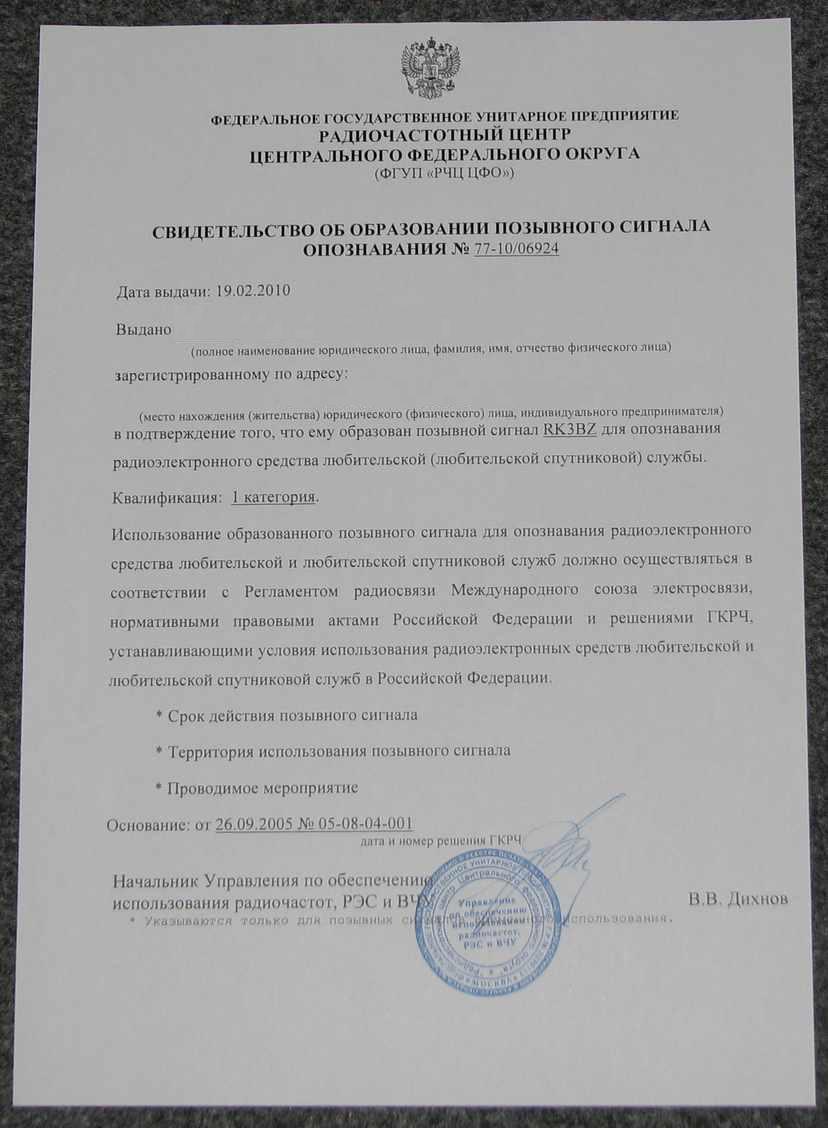 ФЕДЕРАЛЬНОЕ ГОСУДАРСТВЕННОЕ УНИТАРНОЕ ПРЕДПРИЯТИЕ
РАДИОЧАСТОТНЫЙ ЦЕНТР
ЦЕНТРАЛЬНОГО ФЕДЕРАЛЬНОГО ОКРУГА
(ФГУП «РЧЦ ЦФО»)
СВИДЕТЕЛЬСТВО ОБ ОБРАЗОВАНИИ ПОЗЫВНОГО СИГНАЛА
ОПОЗНАВАНИЯ № 77-10/06924
Дата выдачи: 19.02.2010
Выдано
(полное наименование юридического лица, фамилия, имя, отчество физического лица)
зарегистрированному по адресу:
(место нахождения (жительства) юридического (физического) лица, индивидуального предпринимателя)
в подтверждение того, что ему образован позывной сигнал RK3BZ для опознавания
радиоэлектронного средства любительской (любительской спутниковой) службы.
Квалификация: 1 категория.
Использование образованного позывного сигнала для опознавания радиоэлектронного
средства любительской и любительской спутниковой служб должно осуществляться в
соответствии с Регламентом радиосвязи Международного союза электросвязи,
нормативными правовыми актами Российской Федерации и решениями ГКРЧ,
устанавливающими условия использования радиоэлектронных средств любительской и
любительской спутниковой служб в Российской Федерации.
* Срок действия позывного сигнала
* Территория использования позывного сигнала
* Проводимое мероприятие
Основание: от 26.09.2005 № 05-08-04-001
дата и номер решения ГКРЧ
Начальник Управления по обеспечению
использования радиочастот, РЭС и ВЧУ
В.В. Дихнов
* Указываются только для позывных использования.
Управление
по обеспечению
использования
радиочастот,
РЭС и ВЧУ
МОСКВА